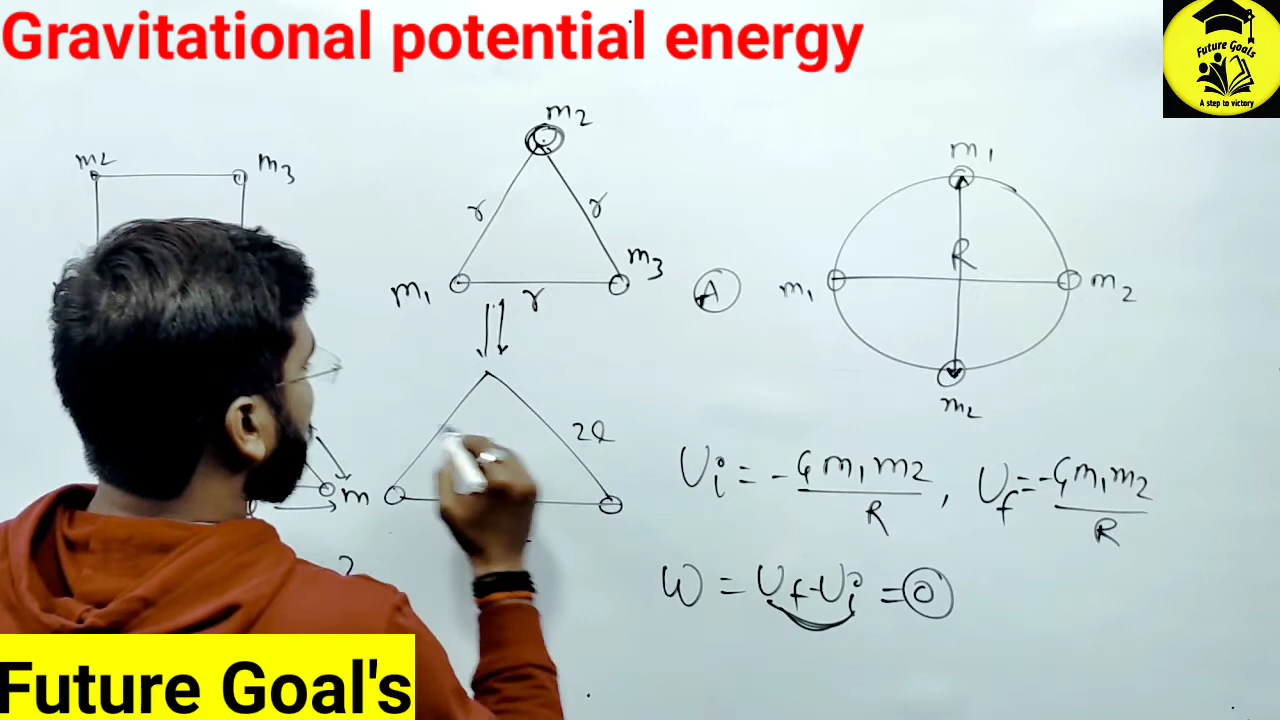 Gravitational potential energy
Future Goals
A step to victory
m2
m3
m2
r
r
m3
m1
r
A
m1
R
m1
m2
m2
2l
m
Ui = -Gm1m2/R , Uf = -Gm1m2/R
W = Uf - Ui = 0
2
Future Goal's